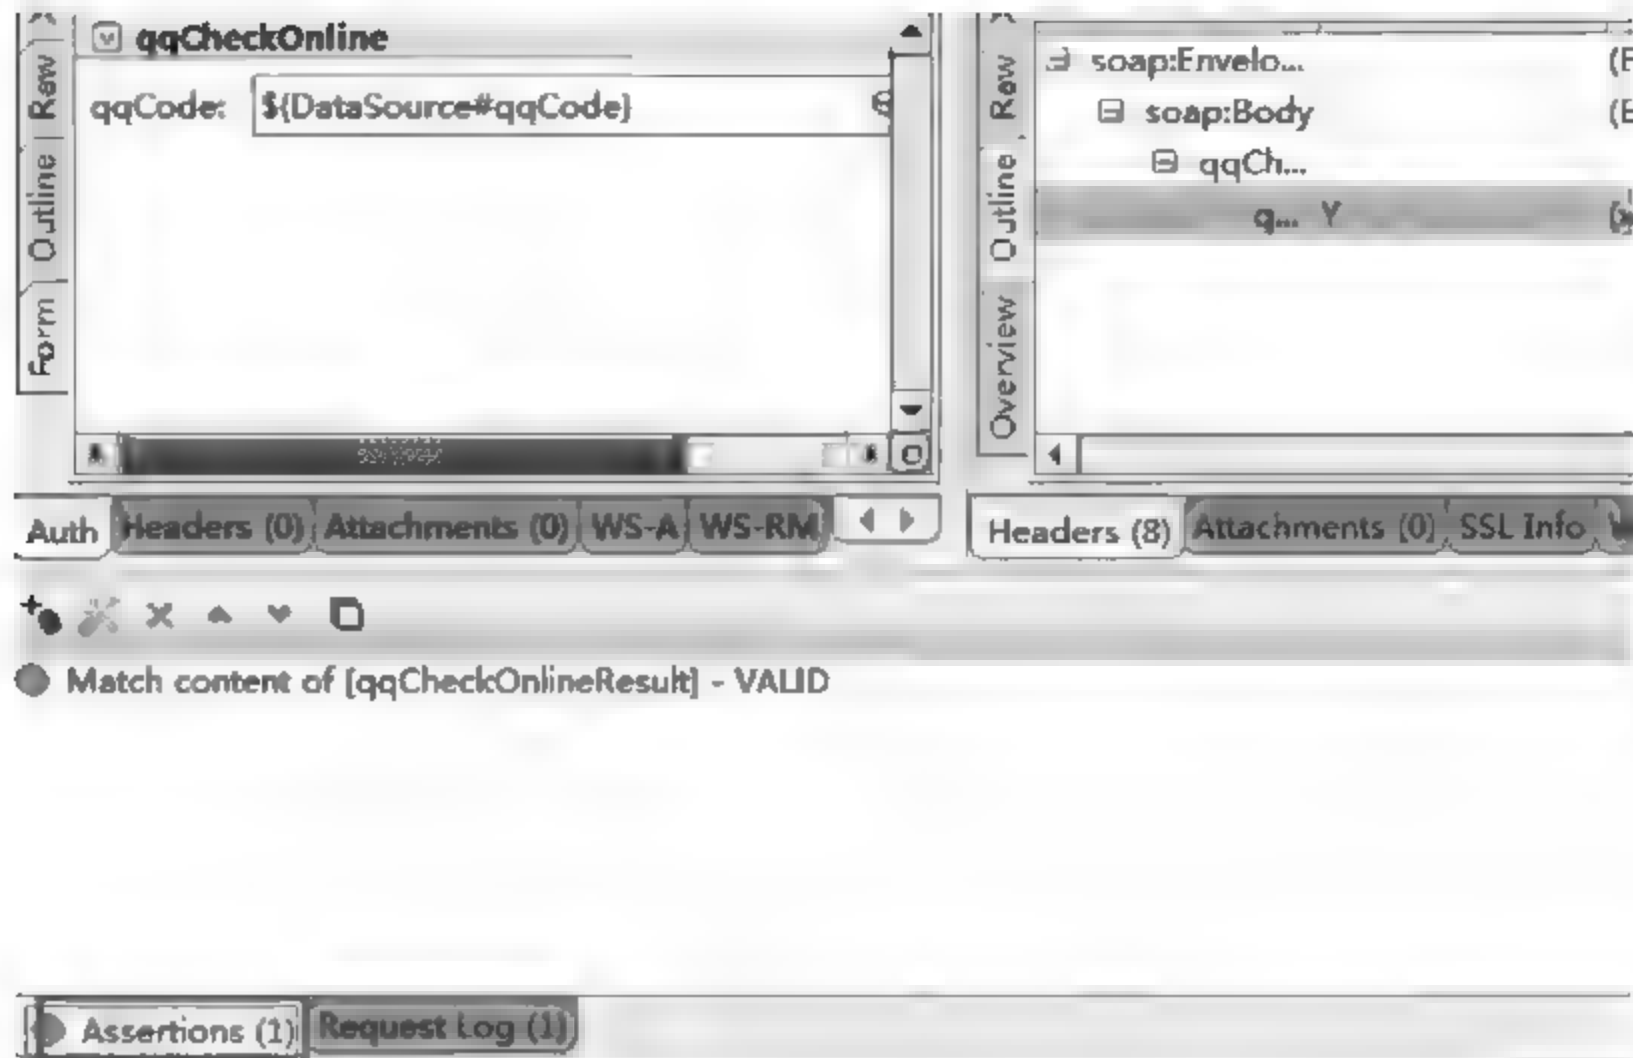 qqCheckOnline
qqCode: ${DataSource#qqCode}
Raw
Outline
Form
Raw
Outline
Overview
soap:Envelo...
soap:Body
qqCh...
q... Y
Auth Headers (0) Attachments (0) WS-A WS-RM
Headers (8) Attachments (0) SSL Info
Match content of [qqCheckOnlineResult] - VALID
Assertions (1) Request Log (1)